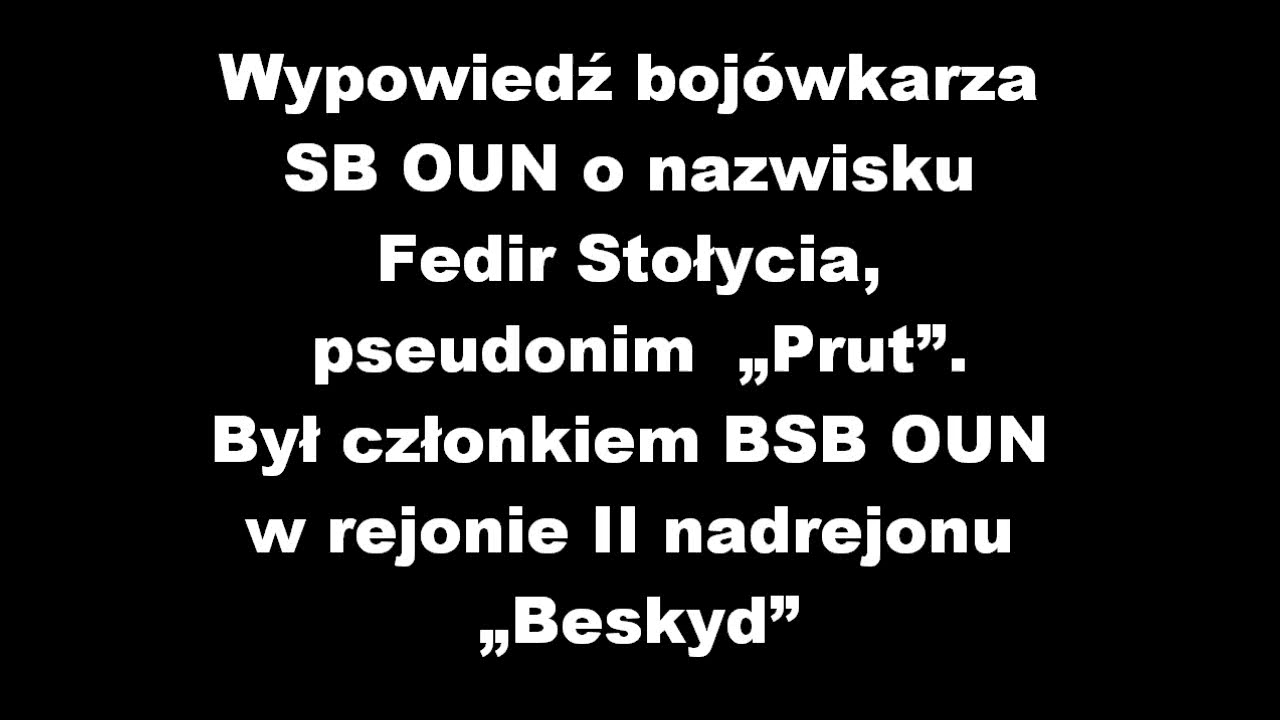 Wypowiedź bojówkarza
SB OUN o nazwisku
Fedir Stołycia,
pseudonim „Prut”.
Był członkiem BSB OUN
w rejonie II nadrejonu
„Beskyd”